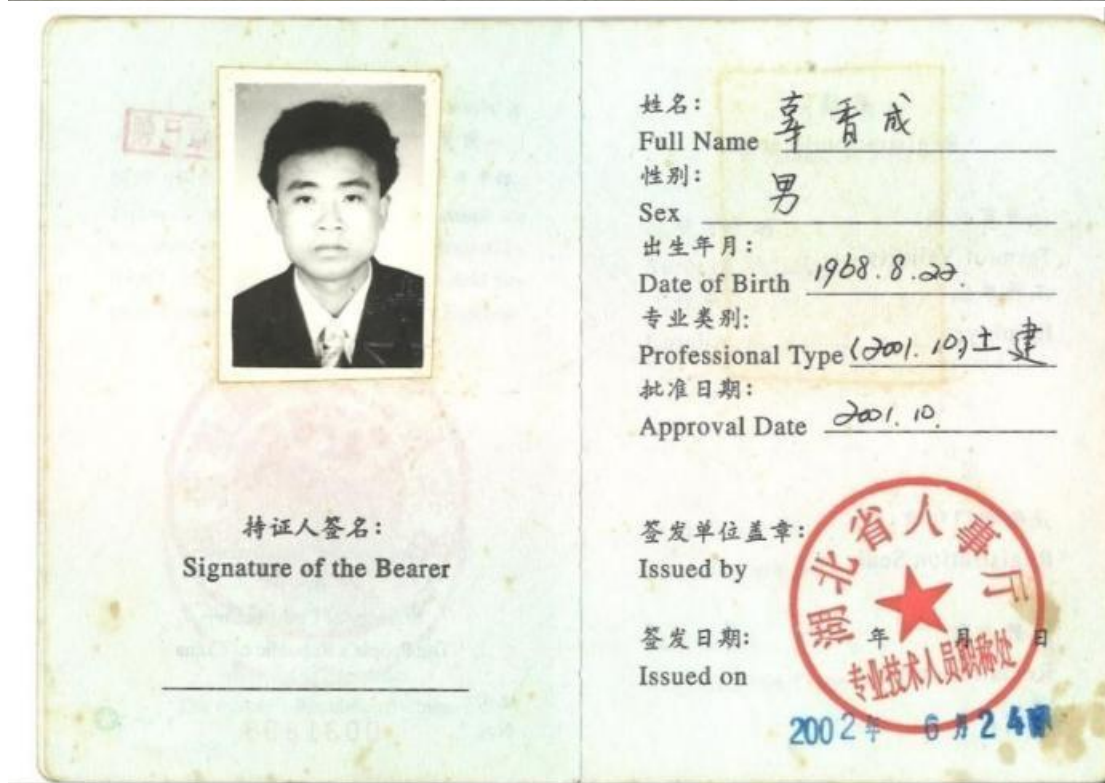 持证人签名:
Signature of the Bearer
姓名:
Full Name 辜香成
性别:
Sex 男
出生年月:
Date of Birth 1968.8.22.
专业类别:
Professional Type (2001.10)土建
批准日期:
Approval Date 2001.10.
签发单位盖章:
Issued by
湖北省人事厅
专业技术人员职称处
签发日期: 年 月 日
Issued on
2002年 6月24日